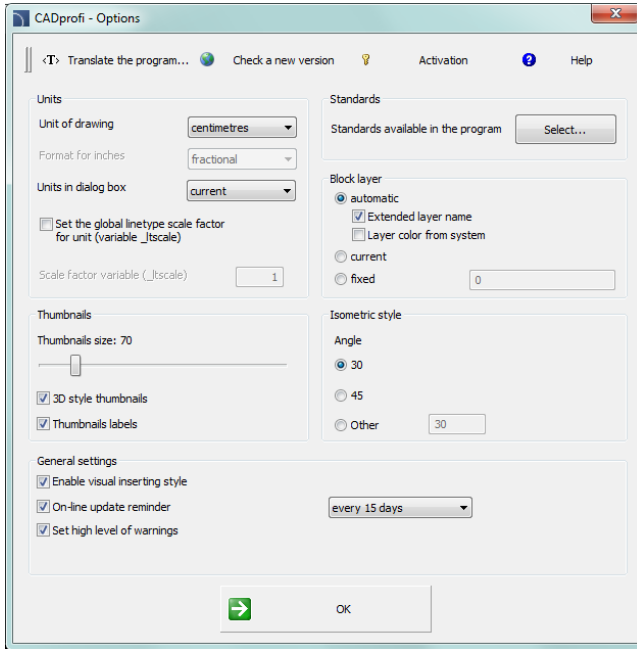 CADprofi - Options
<T> Translate the program... Check a new version Activation ? Help
Units
Unit of drawing centimetres
Format for inches fractional
Units in dialog box current
Set the global linetype scale factor
for unit (variable _ltscale)
Scale factor variable (_ltscale) 1
Standards
Standards available in the program Select...
Block layer
automatic
Extended layer name
Layer color from system
current
fixed 0
Thumbnails
Thumbnails size: 70
3D style thumbnails
Thumbnails labels
Isometric style
Angle
30
45
Other 30
General settings
Enable visual inserting style
On-line update reminder every 15 days
Set high level of warnings
OK